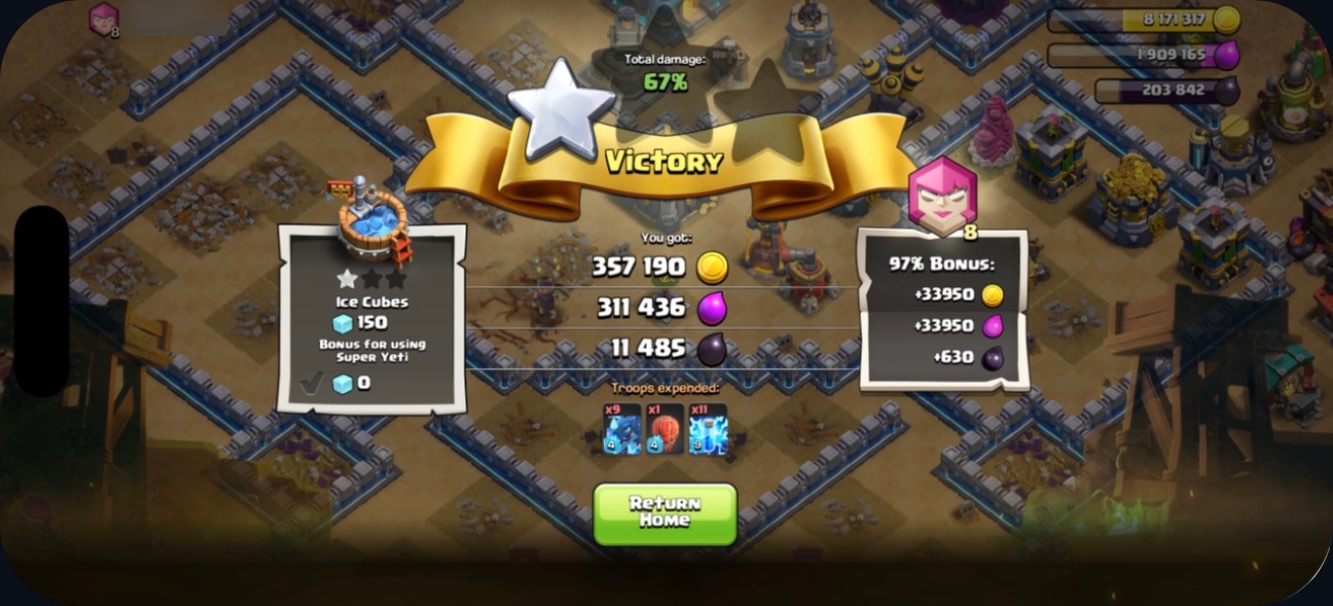 8
8 171 317
1 909 165
203 842
Total damage:
67%
Victory
You got:
357 190
311 436
11 485
Ice Cubes
150
Bonus for using
Super Yeti
0
8
97% Bonus:
+33950
+33950
+630
Troops expended:
x9 x1 x11
4 4 9
Return
Home